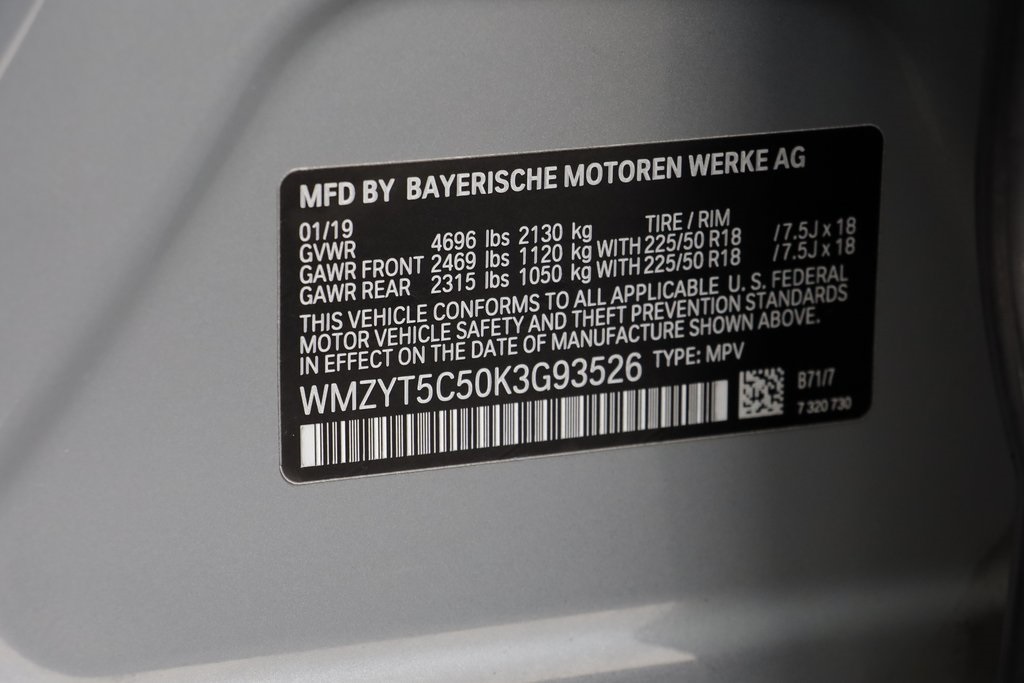 MFD BY BAYERISCHE MOTOREN WERKE AG
01/19 TIRE / RIM
GVWR 4696 lbs 2130 kg
GAWR FRONT 2469 lbs 1120 kg WITH 225/50 R18 /7.5J x 18
GAWR REAR 2315 lbs 1050 kg WITH 225/50 R18 /7.5J x 18
THIS VEHICLE CONFORMS TO ALL APPLICABLE U. S. FEDERAL
MOTOR VEHICLE SAFETY AND THEFT PREVENTION STANDARDS
IN EFFECT ON THE DATE OF MANUFACTURE SHOWN ABOVE.
WMZYT5C50K3G93526 TYPE: MPV
B71/7
7 320 730